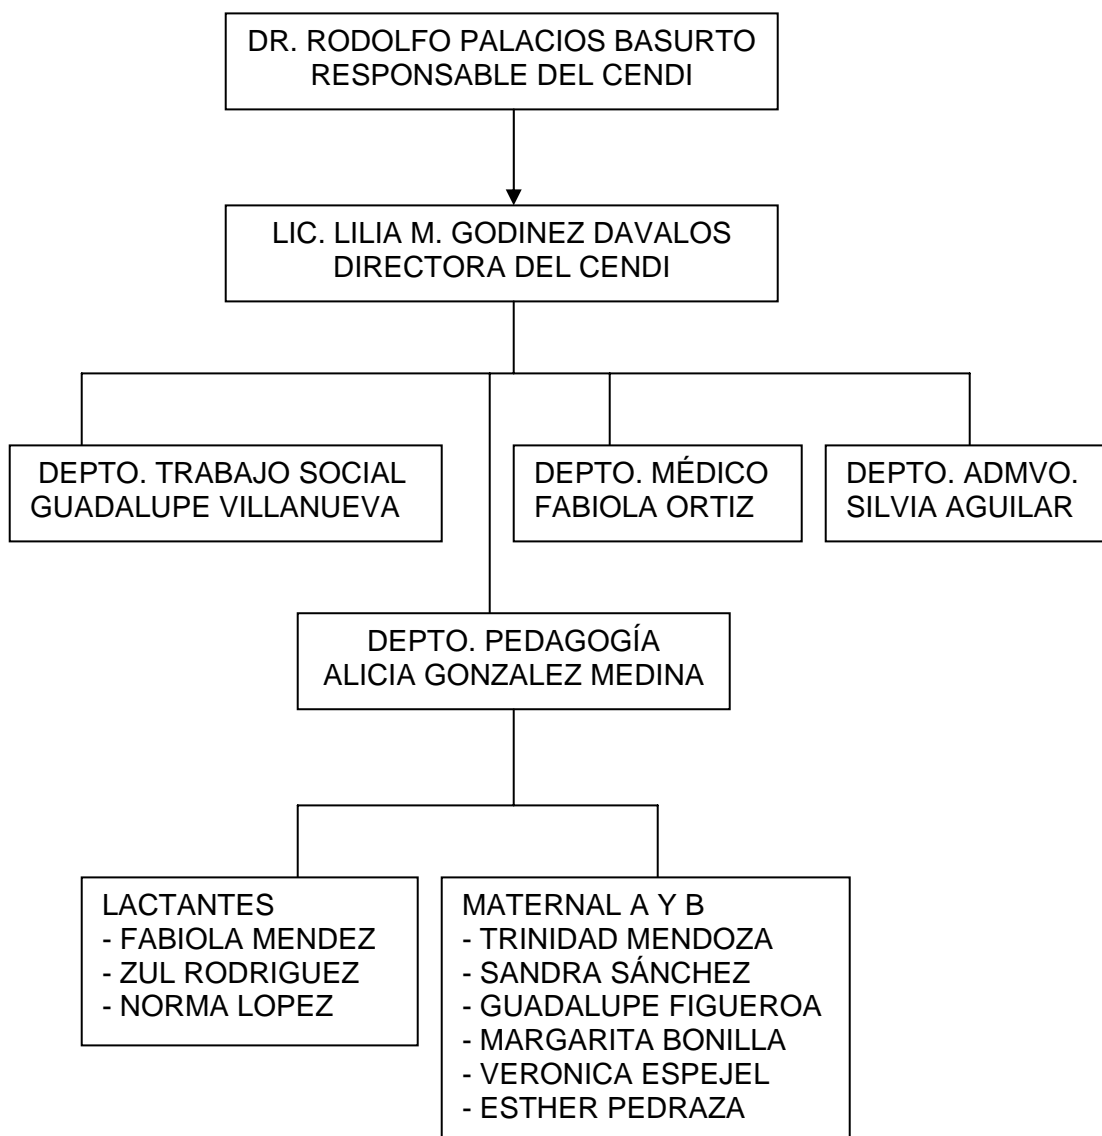 DR. RODOLFO PALACIOS BASURTO
RESPONSABLE DEL CENDI
LIC. LILIA M. GODINEZ DAVALOS
DIRECTORA DEL CENDI
DEPTO. TRABAJO SOCIAL
GUADALUPE VILLANUEVA
DEPTO. MÉDICO
FABIOLA ORTIZ
DEPTO. ADMVO.
SILVIA AGUILAR
DEPTO. PEDAGOGÍA
ALICIA GONZALEZ MEDINA
LACTANTES
- FABIOLA MENDEZ
- ZUL RODRIGUEZ
- NORMA LOPEZ
MATERNAL A Y B
- TRINIDAD MENDOZA
- SANDRA SÁNCHEZ
- GUADALUPE FIGUEROA
- MARGARITA BONILLA
- VERONICA ESPEJEL
- ESTHER PEDRAZA